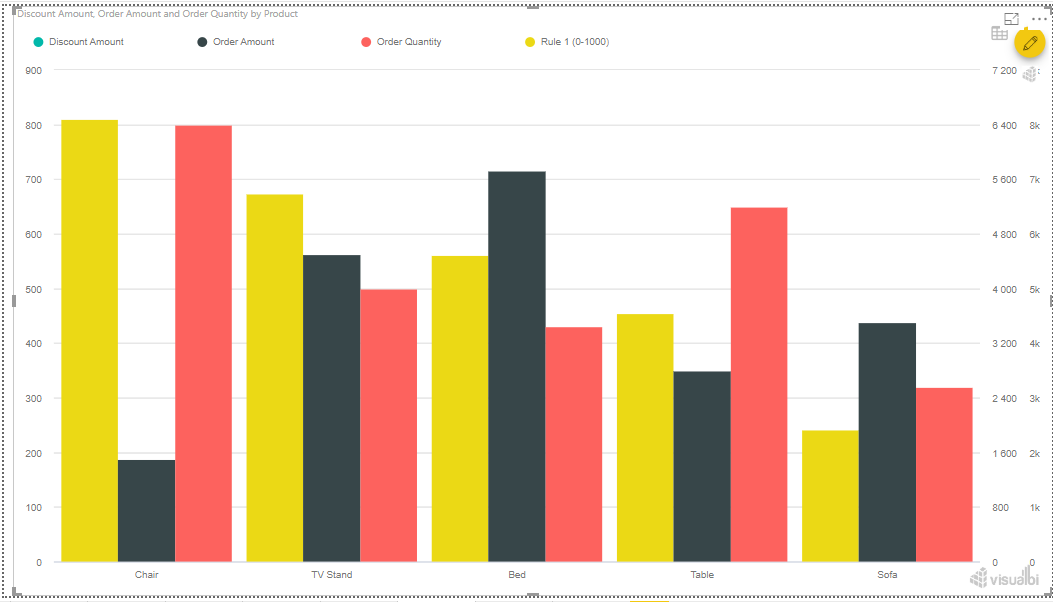 Discount Amount, Order Amount and Order Quantity by Product
Discount Amount Order Amount Order Quantity Rule 1 (0-1000)
900 7 200
800 6 400 8k
700 5 600 7k
600 4 800 6k
500 4 000 5k
400 3 200 4k
300 2 400 3k
200 1 600 2k
100 800 1k
0 0 0
Chair TV Stand Bed Table Sofa
visualbi